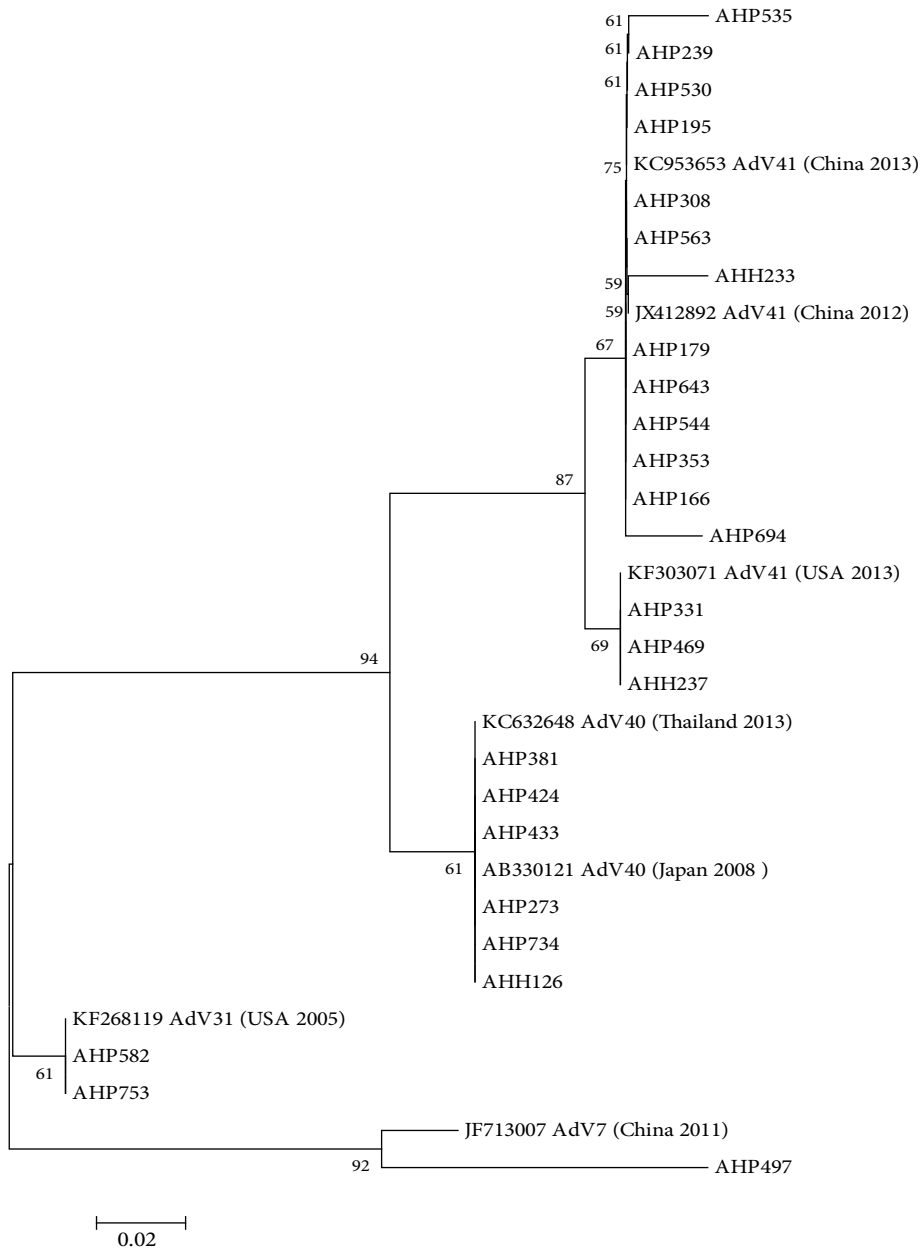 61
AHP535
61
AHP239
61
AHP530
AHP195
75
KC953653 AdV41 (China 2013)
AHP308
AHP563
59
AHH233
59
JX412892 AdV41 (China 2012)
67
AHP179
AHP643
AHP544
AHP353
87
AHP166
AHP694
KF303071 AdV41 (USA 2013)
AHP331
69
AHP469
AHH237
94
KC632648 AdV40 (Thailand 2013)
AHP381
AHP424
AHP433
61
AB330121 AdV40 (Japan 2008 )
AHP273
AHP734
AHH126
KF268119 AdV31 (USA 2005)
AHP582
61
AHP753
JF713007 AdV7 (China 2011)
92
AHP497
0.02